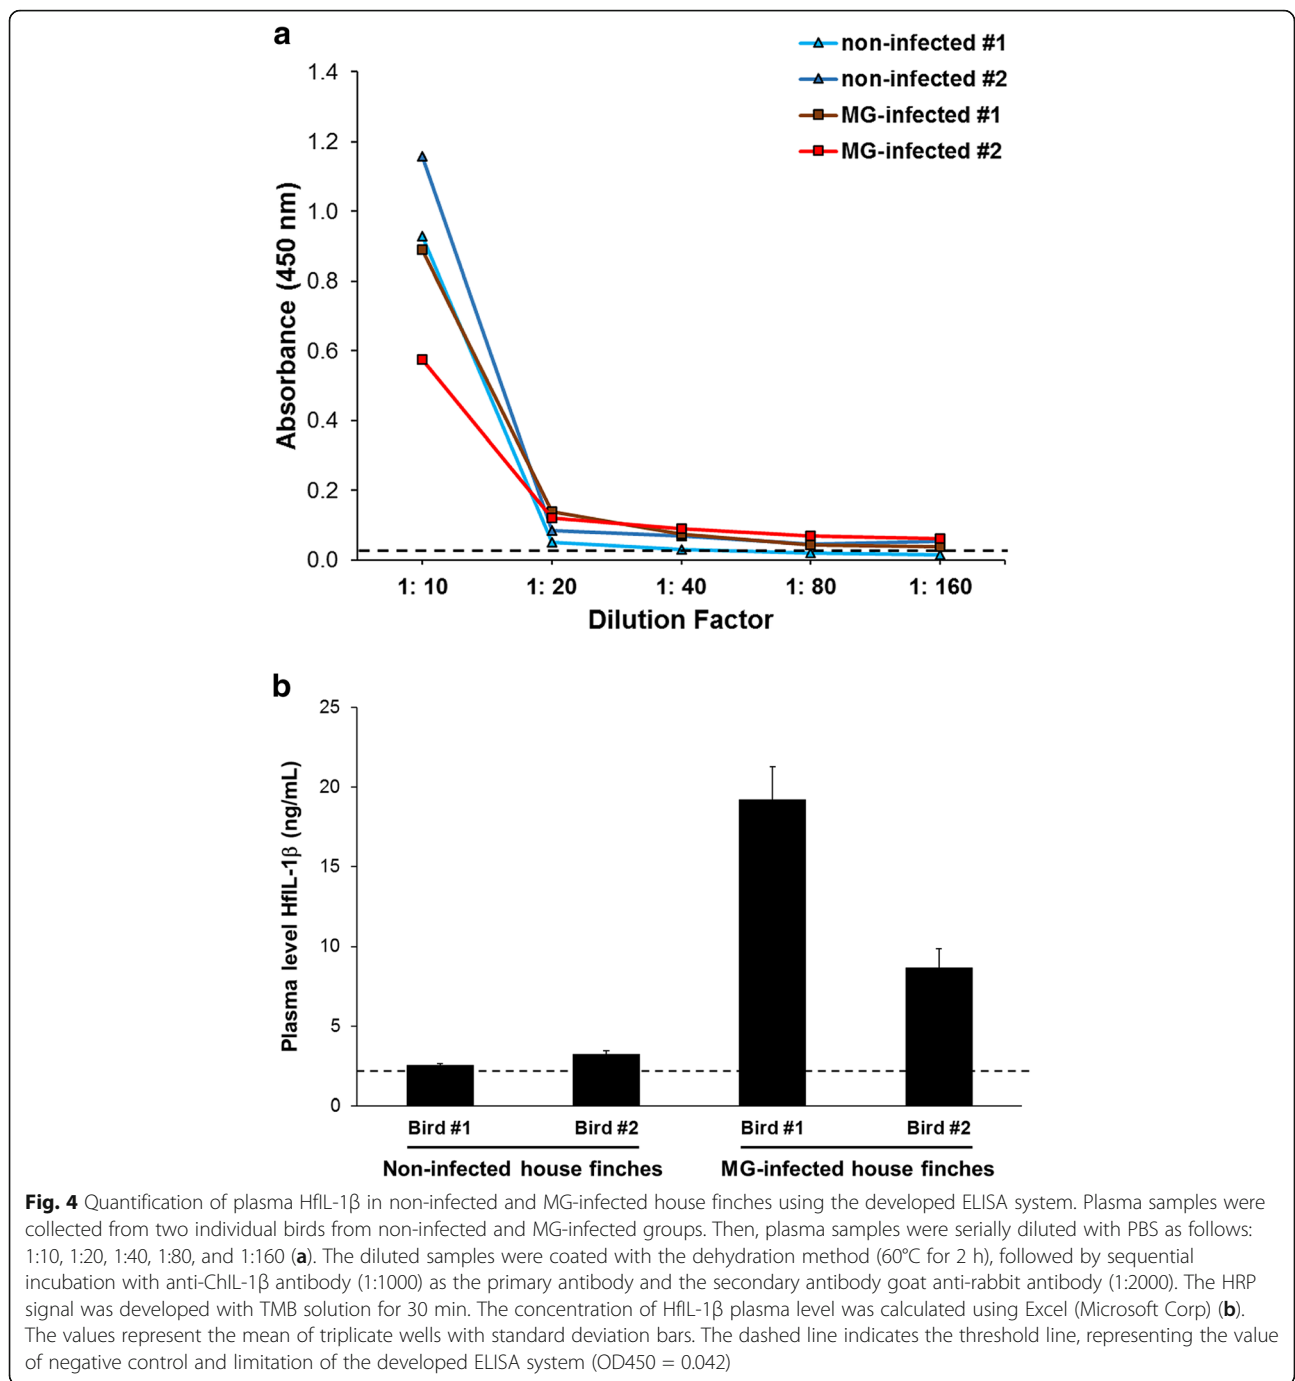 a
non-infected #1
non-infected #2
MG-infected #1
MG-infected #2
1.4
1.2
1.0
0.8
0.6
0.4
0.2
0.0
Absorbance (450 nm)
1: 10 1: 20 1: 40 1: 80 1: 160
Dilution Factor
b
25
20
15
10
5
0
Plasma level HfIL-1β (ng/mL)
Bird #1 Bird #2 Bird #1 Bird #2
Non-infected house finches MG-infected house finches
Fig. 4 Quantification of plasma HfIL-1β in non-infected and MG-infected house finches using the developed ELISA system. Plasma samples were
collected from two individual birds from non-infected and MG-infected groups. Then, plasma samples were serially diluted with PBS as follows:
1:10, 1:20, 1:40, 1:80, and 1:160 (a). The diluted samples were coated with the dehydration method (60°C for 2 h), followed by sequential
incubation with anti-ChIL-1β antibody (1:1000) as the primary antibody and the secondary antibody goat anti-rabbit antibody (1:2000). The HRP
signal was developed with TMB solution for 30 min. The concentration of HfIL-1β plasma level was calculated using Excel (Microsoft Corp) (b).
The values represent the mean of triplicate wells with standard deviation bars. The dashed line indicates the threshold line, representing the value
of negative control and limitation of the developed ELISA system (OD450 = 0.042)